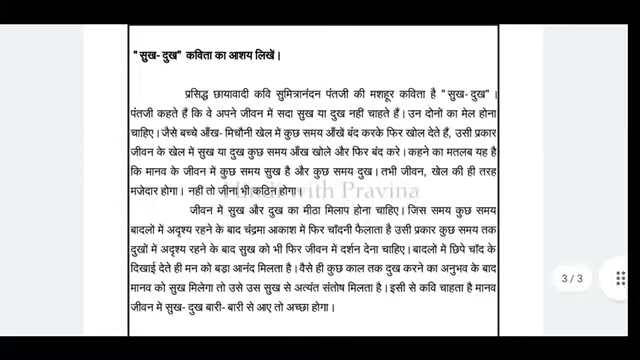 " सुख- दुख" कविता का आशय लिखें।
प्रसिद्ध छायावादी कवि सुमित्रानंदन पंतजी की मशहूर कविता है "सुख- दुख" ।
पंतजी कहते हैं कि वे अपने जीवन में सदा सुख या दुख नहीं चाहते हैं। उन दोनों का मेल होना
चाहिए। जैसे बच्चे आँख- मिचौनी खेल में कुछ समय आँखें बंद करके फिर खोल देते हैं, उसी प्रकार
जीवन के खेल में सुख या दुख कुछ समय आँख खोले और फिर बंद करे। कहने का मतलब यह है
कि मानव के जीवन में कुछ समय सुख है और कुछ समय दुख। तभी जीवन, खेल की ही तरह
मजेदार होगा। नहीं तो जीना भी कठिन होगा।
with Pravina
जीवन में सुख और दुख का मीठा मिलाप होना चाहिए। जिस समय कुछ समय
बादलों में अदृश्य रहने के बाद चंद्रमा आकाश में फिर चाँदनी फैलाता है उसी प्रकार कुछ समय तक
दुखों में अदृश्य रहने के बाद सुख को भी फिर जीवन में दर्शन देना चाहिए। बादलों में छिपे चाँद के
दिखाई देते ही मन को बड़ा आनंद मिलता है। वैसे ही कुछ काल तक दुख करने का अनुभव के बाद
मानव को सुख मिलेगा तो उसे उस सुख से अत्यंत संतोष मिलता है। इसी से कवि चाहता है मानव
जीवन में सुख- दुख बारी- बारी से आए तो अच्छा होगा।
3 / 3